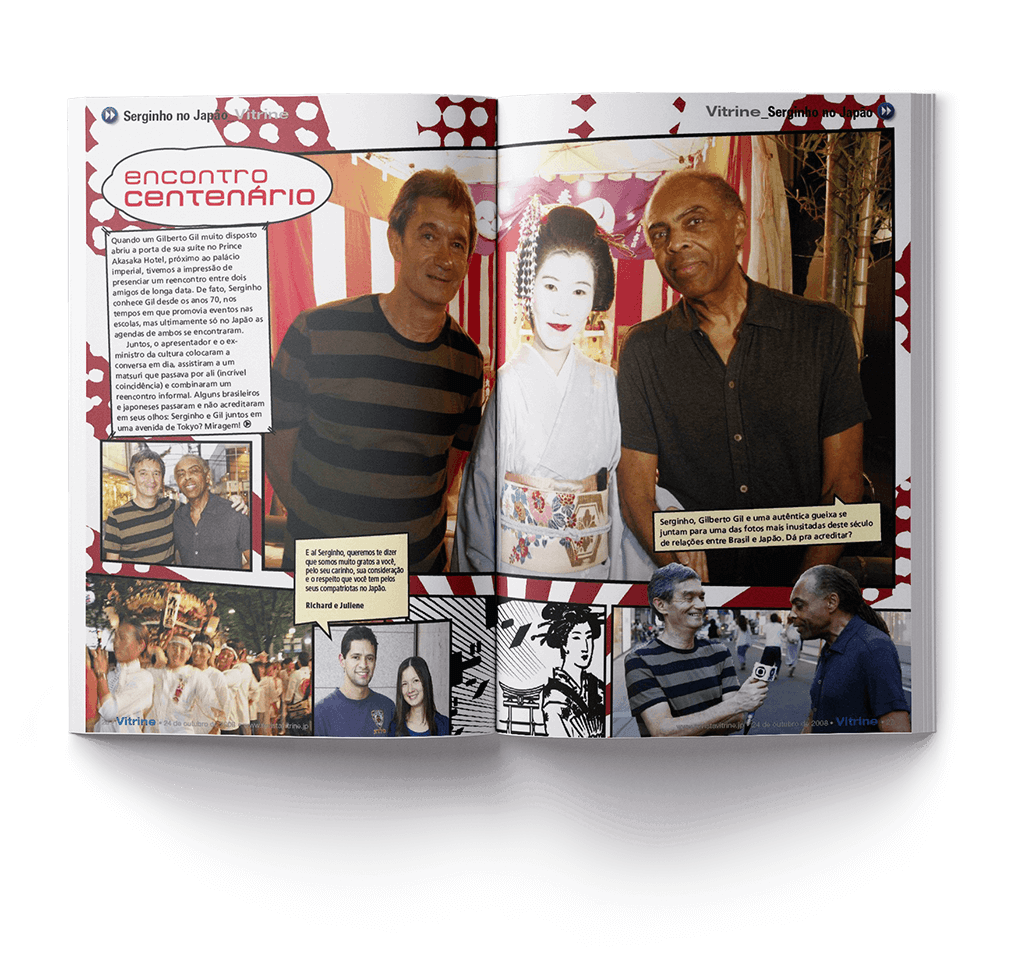 Serginho no Japão_Vitrine
Vitrine_Serginho no Japão
encontro
centenário
Quando um Gilberto Gil muito disposto
abriu a porta de sua suíte no Prince
Akasaka Hotel, próximo ao palácio
imperial, tivemos a impressão de
presenciar um reencontro entre dois
amigos de longa data. De fato, Serginho
conhece Gil desde os anos 70, nos
tempos em que promovia eventos nas
escolas, mas ultimamente só no Japão as
agendas de ambos se encontraram.
Juntos, o apresentador e o ex-
ministro da cultura colocaram a
conversa em dia, assistiram a um
matsuri que passava por ali (incrível
coincidência) e combinaram um
reencontro informal. Alguns brasileiros
e japoneses passaram e não acreditaram
em seus olhos: Serginho e Gil juntos em
uma avenida de Tokyo? Miragem!
Serginho, Gilberto Gil e uma autêntica gueixa se
juntam para uma das fotos mais inusitadas deste século
de relações entre Brasil e Japão. Dá pra acreditar?
E aí Serginho, queremos te dizer
que somos muito gratos a você,
pelo seu carinho, sua consideração
e o respeito que você tem pelos
seus compatriotas no Japão.
Richard e Juliene
Vitrine • 24 de outubro de 2008 •
24 de outubro de 2008 • Vitrine